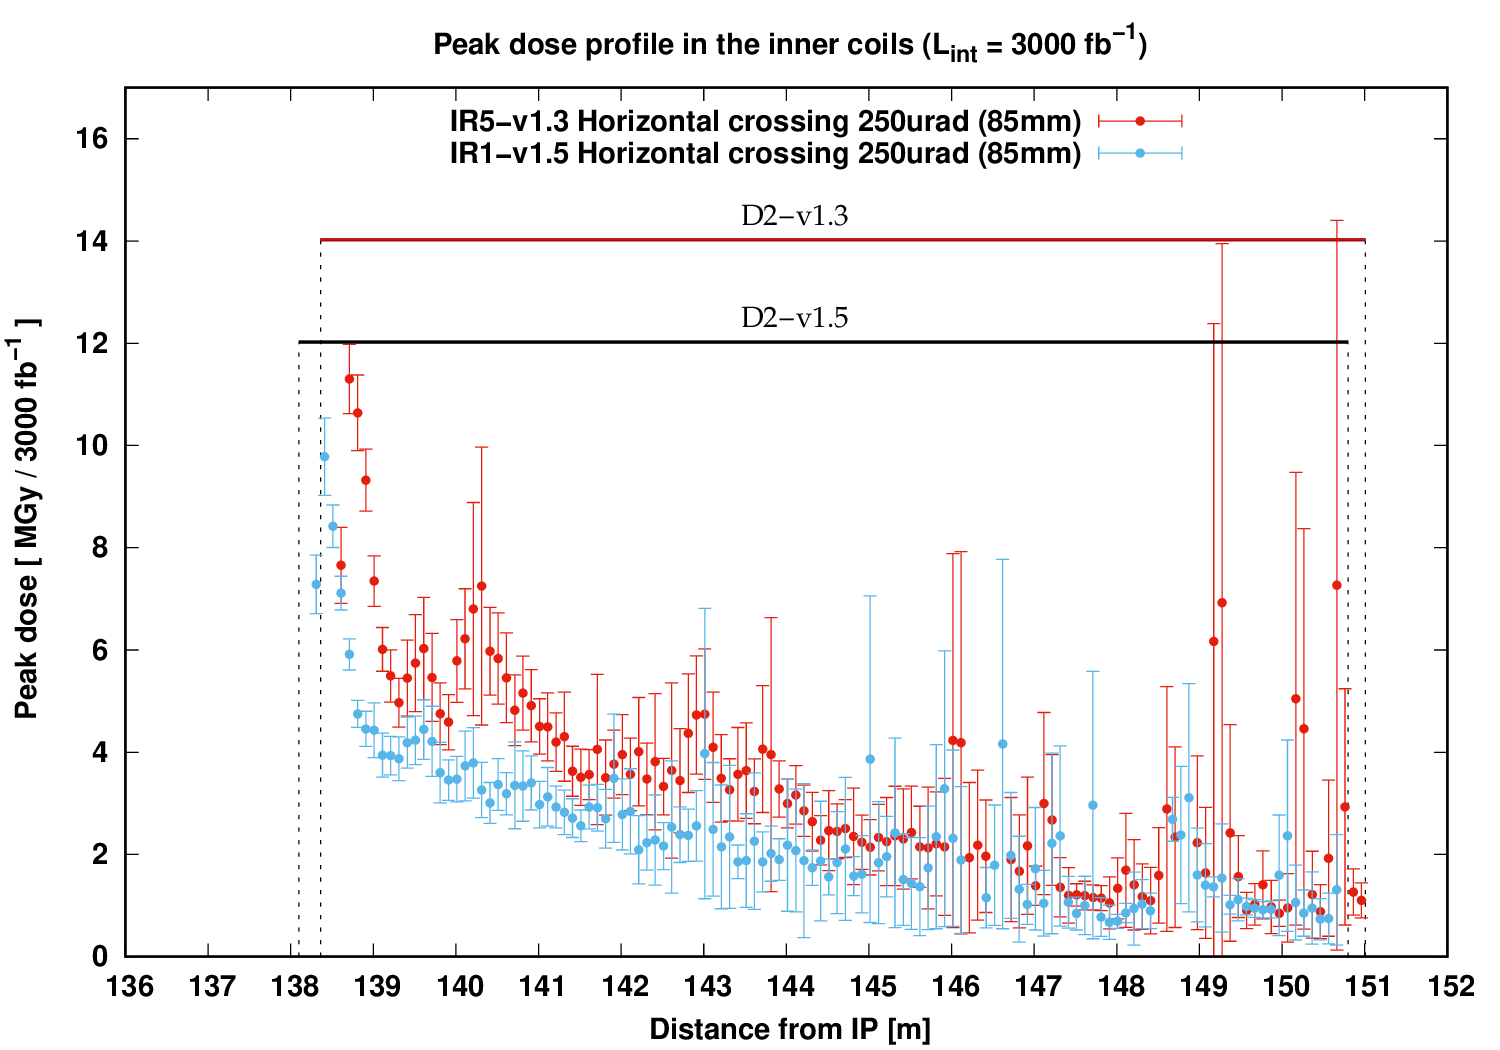 Peak dose profile in the inner coils (Lint = 3000 fb−1)
IR5−v1.3 Horizontal crossing 250urad (85mm)
IR1−v1.5 Horizontal crossing 250urad (85mm)
D2−v1.3
D2−v1.5
Peak dose [ MGy / 3000 fb−1 ]
16
14
12
10
8
6
4
2
0
136 137 138 139 140 141 142 143 144 145 146 147 148 149 150 151 152
Distance from IP [m]